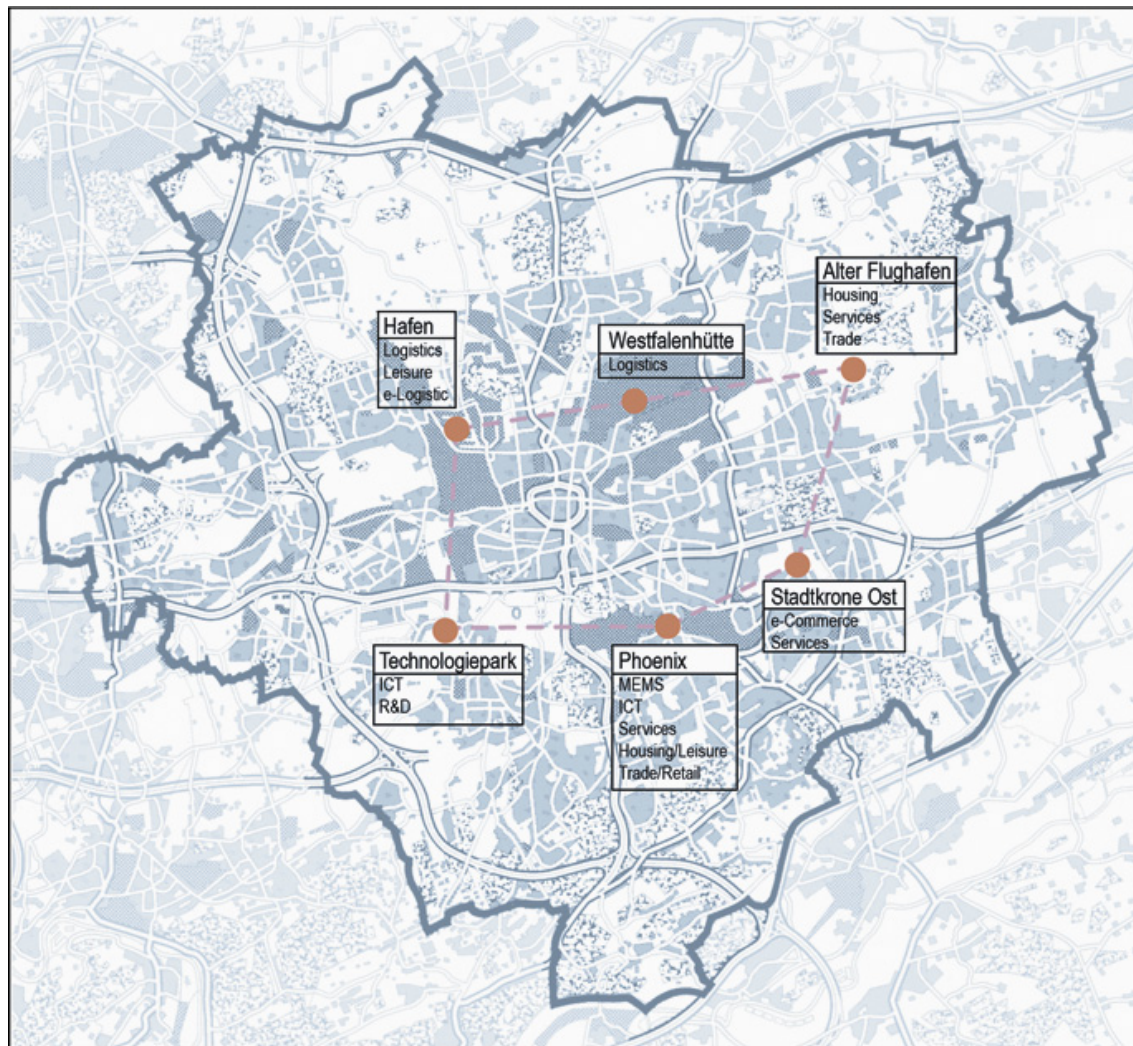 Alter Flughafen
Housing
Services
Trade
Hafen
Logistics
Leisure
e-Logistic
Westfalenhütte
Logistics
Stadtkrone Ost
e-Commerce
Services
Technologiepark
ICT
R&D
Phoenix
MEMS
ICT
Services
Housing/Leisure
Trade/Retail